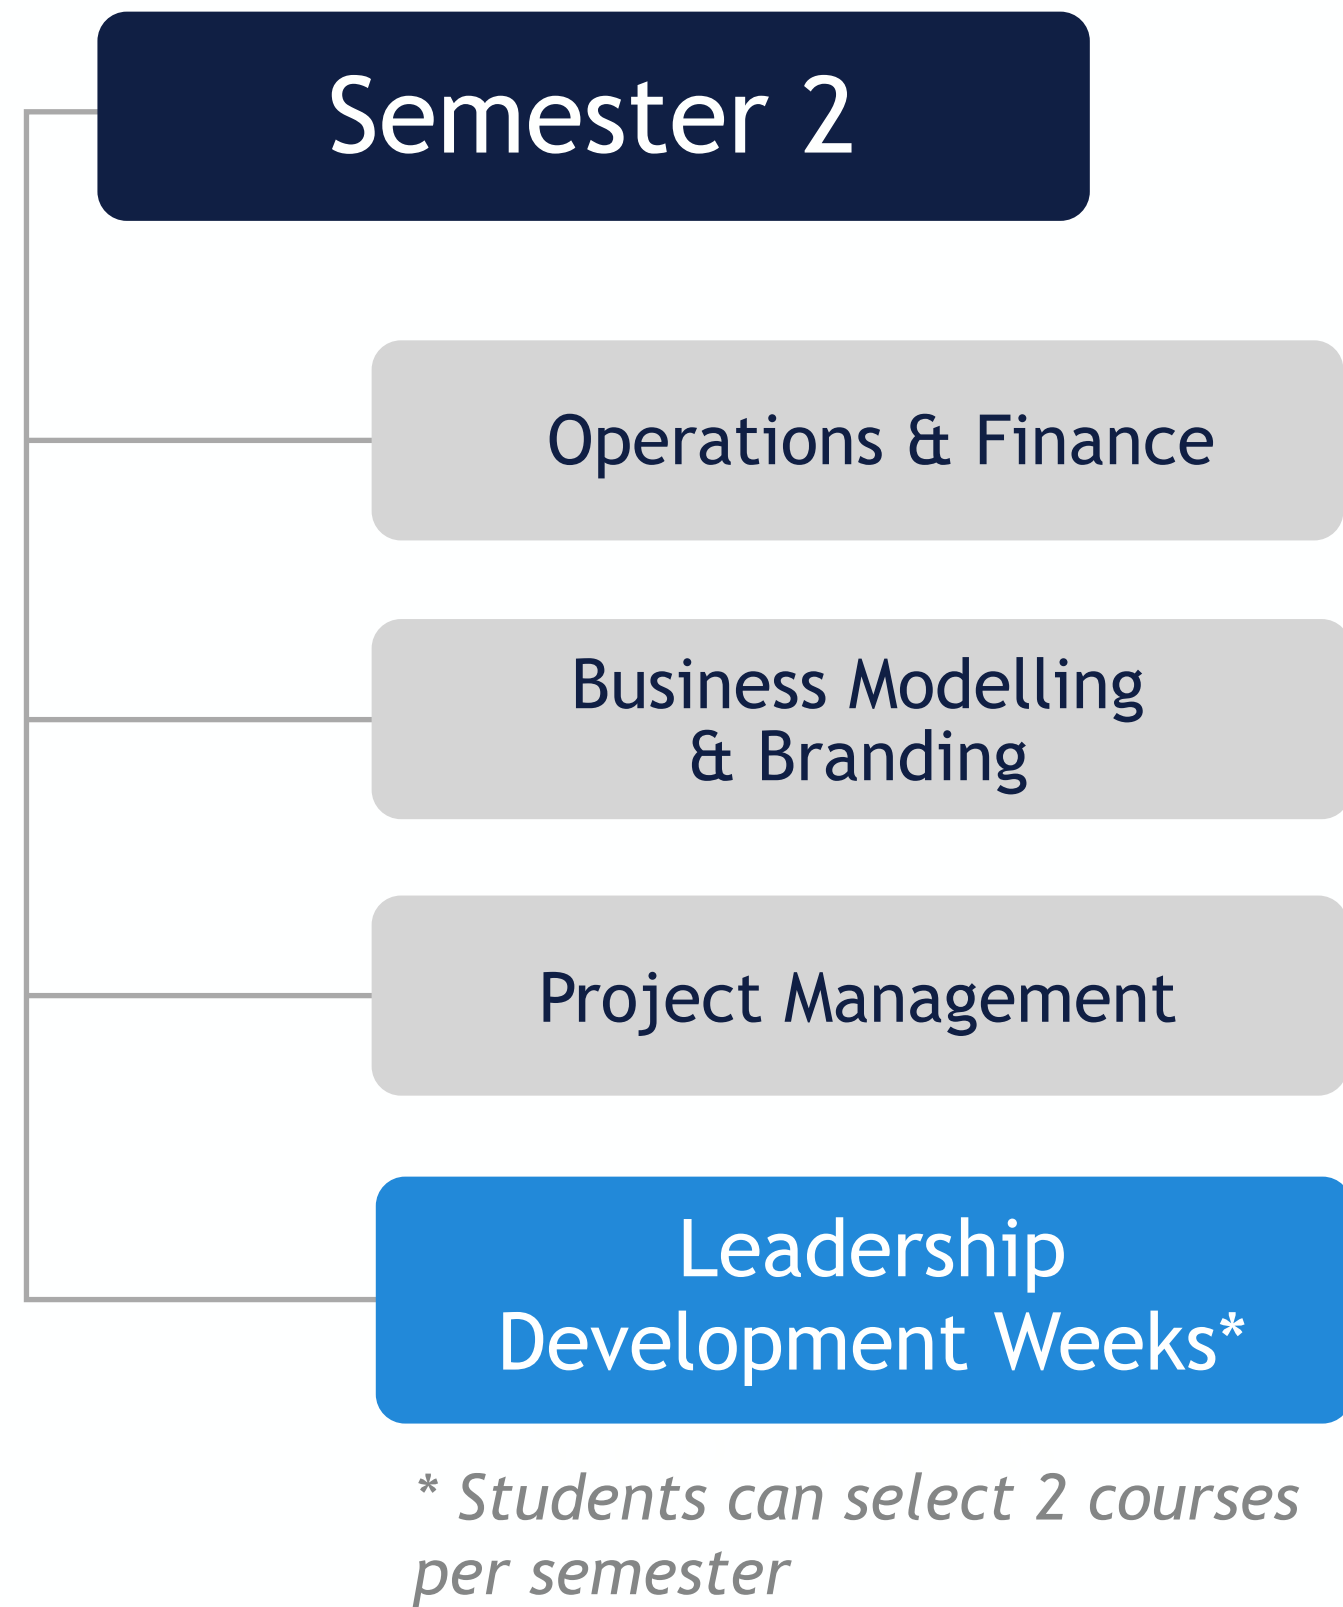 Semester 2
Operations & Finance
Business Modelling
& Branding
Project Management
Leadership
Development Weeks*
* Students can select 2 courses
per semester